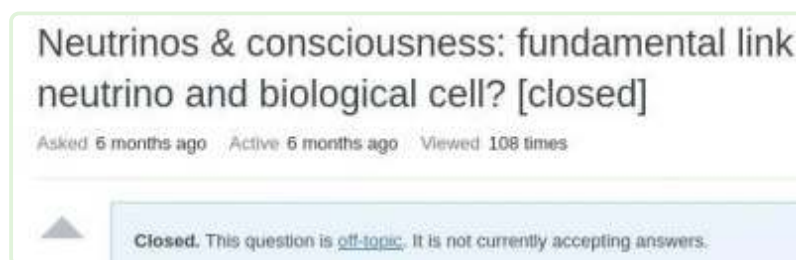 Neutrinos & consciousness: fundamental link
neutrino and biological cell? [closed]
Asked 6 months ago Active 6 months ago Viewed 108 times
Closed. This question is off-topic. It is not currently accepting answers.